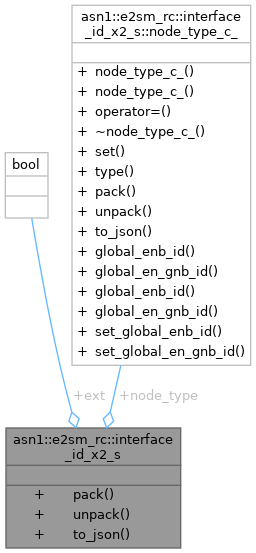 asn1::e2sm_rc::interface
_id_x2_s::node_type_c_
+ node_type_c_()
+ node_type_c_()
+ operator=()
+ ~node_type_c_()
+ set()
+ type()
+ pack()
+ unpack()
+ to_json()
+ global_enb_id()
+ global_en_gnb_id()
+ global_enb_id()
+ global_en_gnb_id()
+ set_global_enb_id()
+ set_global_en_gnb_id()
bool
+ext
+node_type
asn1::e2sm_rc::interface
_id_x2_s
+ pack()
+ unpack()
+ to_json()